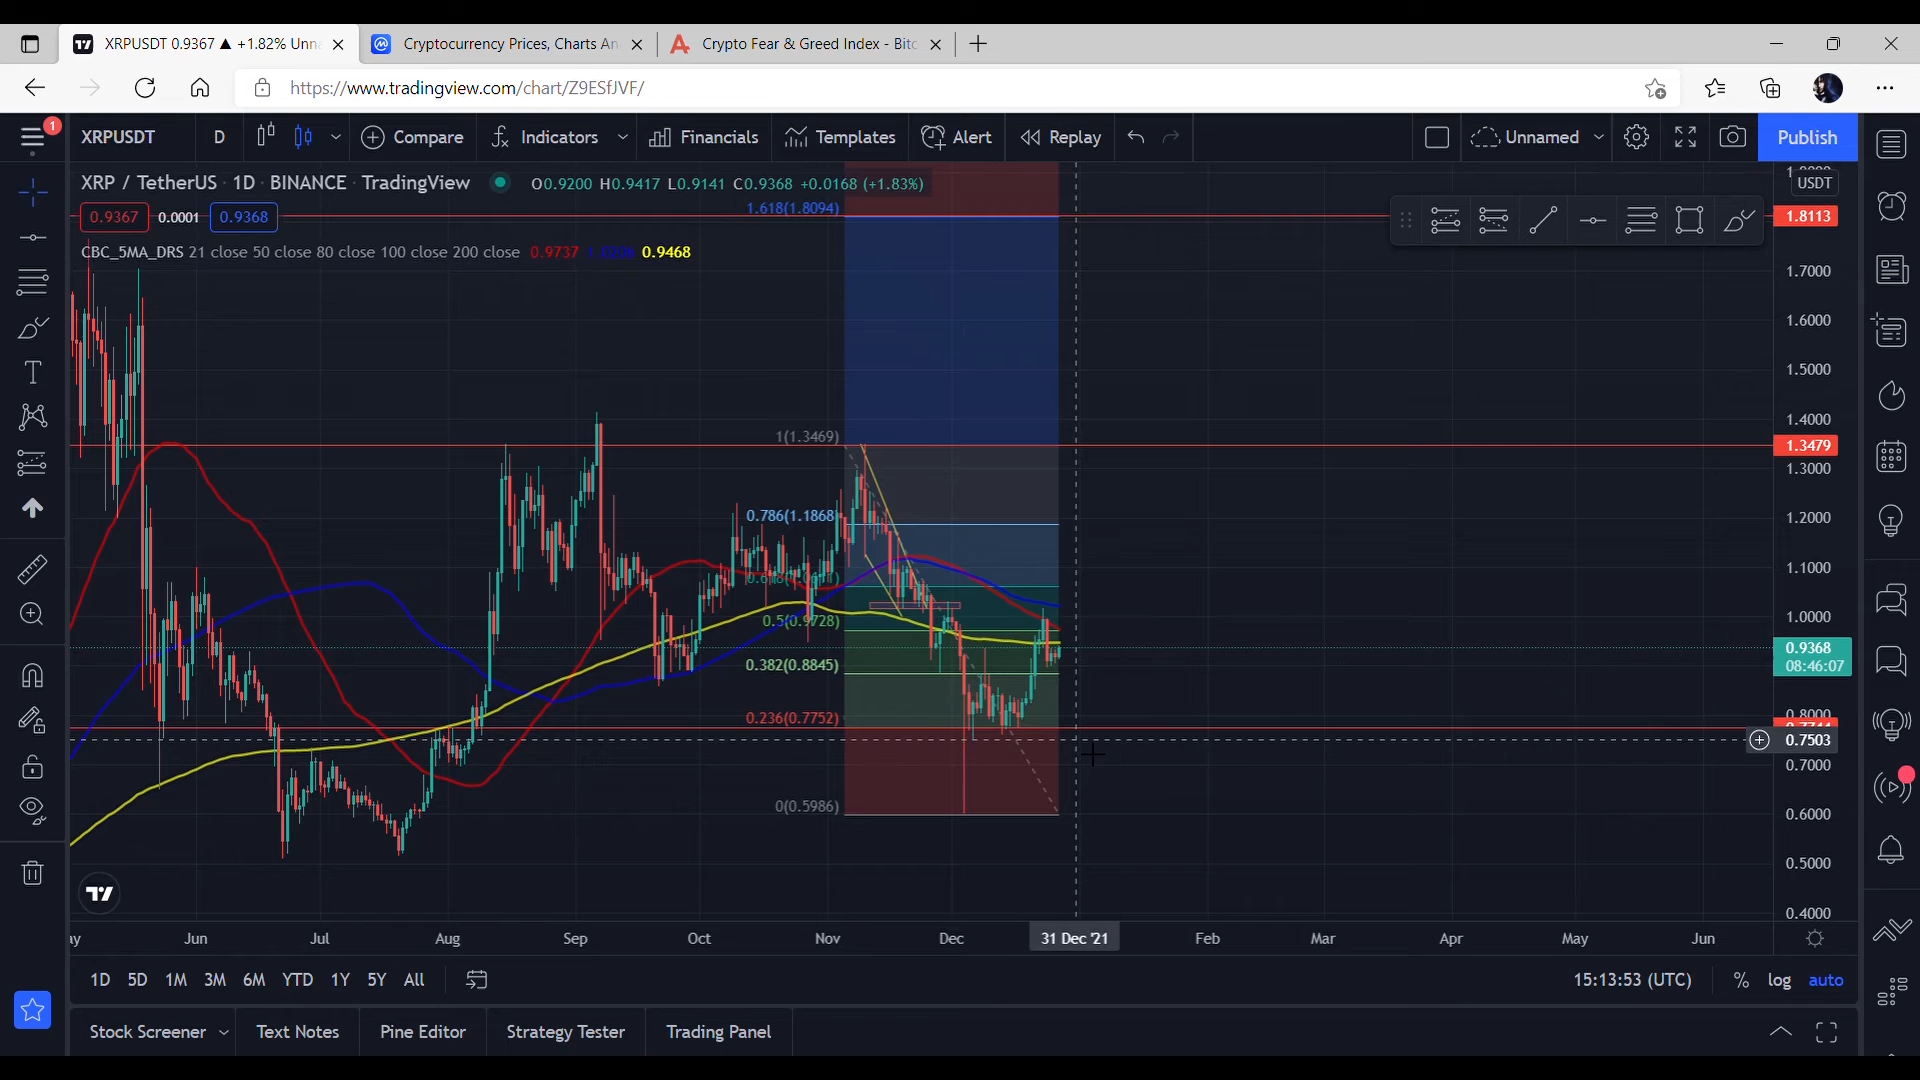 XRPUSDT 0.9367 ▲ +1.82% Unna
Cryptocurrency Prices, Charts An
Crypto Fear & Greed Index - Bitc
https://www.tradingview.com/chart/Z9ESfJVF/
1
XRPUSDT
D
Compare
Indicators
Financials
Templates
Alert
Replay
Unnamed
Publish
XRP / TetherUS · 1D · BINANCE · TradingView
O0.9200 H0.9417 L0.9141 C0.9368 +0.0168 (+1.83%)
USDT
0.9367
0.0001
0.9368
1.618(1.8094)
1.8113
CBC_5MA_DRS 21 close 50 close 80 close 100 close 200 close 0.9737 0.9468
1.7000
1.6000
1.5000
1.4000
1(1.3469)
1.3479
1.3000
0.786(1.1868)
1.2000
1.1000
0.5(0.9728)
1.0000
0.9368
08:46:07
0.382(0.8845)
0.236(0.7752)
0.8000
0.7503
0.7000
0(0.5986)
0.6000
0.5000
0.4000
Jun
Jul
Aug
Sep
Oct
Nov
Dec
31 Dec '21
Feb
Mar
Apr
May
Jun
1D
5D
1M
3M
6M
YTD
1Y
5Y
All
15:13:53 (UTC)
%
log
auto
Stock Screener
Text Notes
Pine Editor
Strategy Tester
Trading Panel